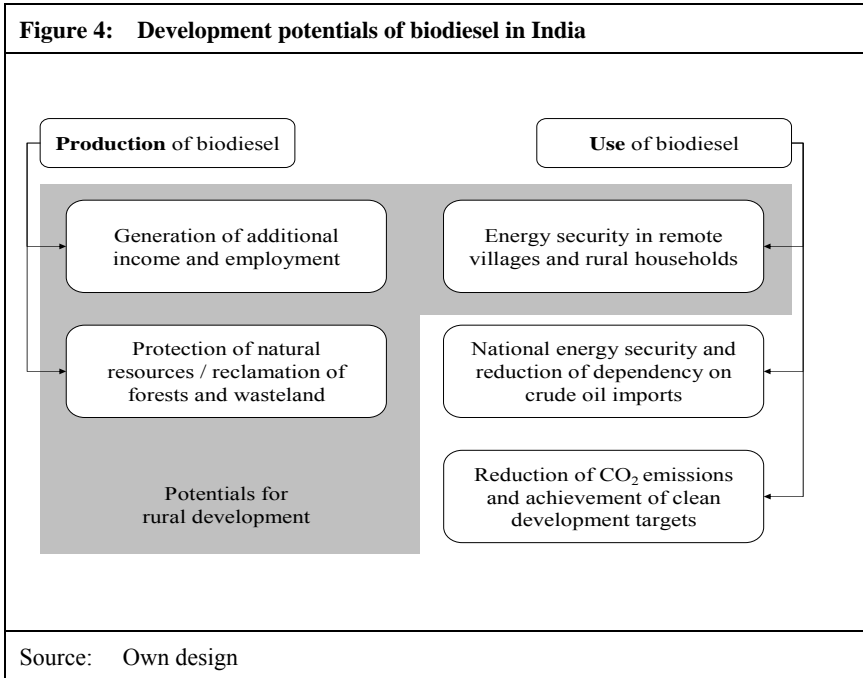 Figure 4: Development potentials of biodiesel in India
Production of biodiesel
Use of biodiesel
Generation of additional
income and employment
Energy security in remote
villages and rural households
Protection of natural
resources / reclamation of
forests and wasteland
National energy security and
reduction of dependency on
crude oil imports
Potentials for
rural development
Reduction of CO₂ emissions
and achievement of clean
development targets
Source: Own design